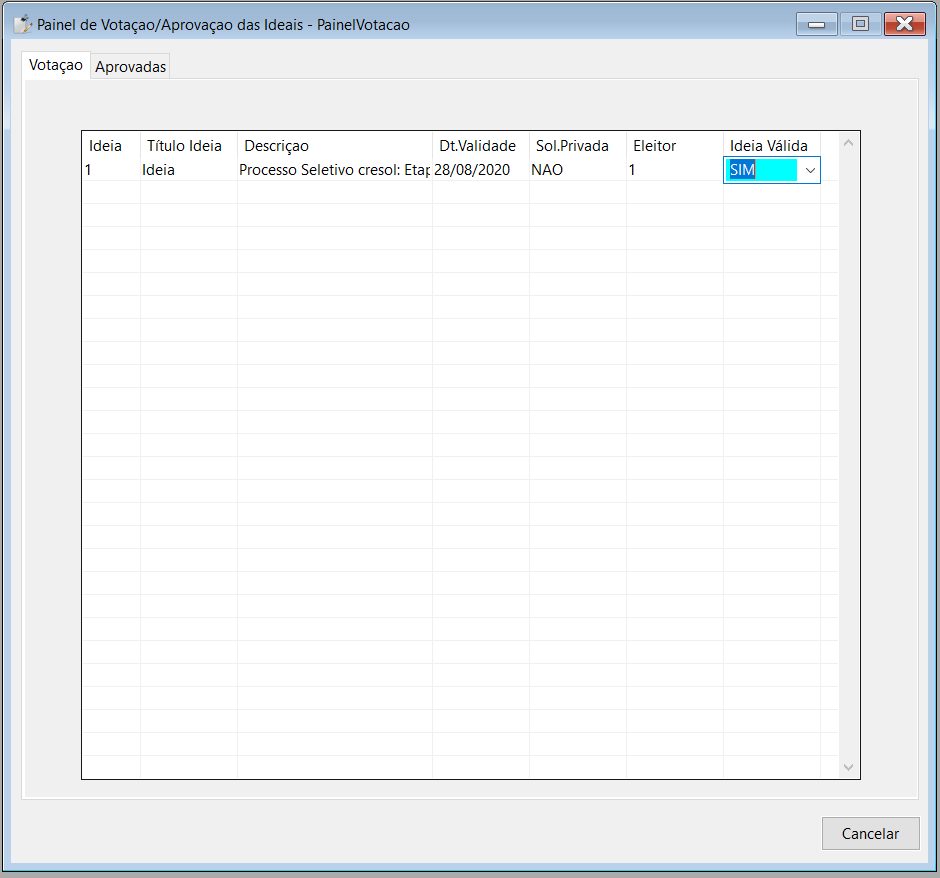 Painel de Votaçao/Aprovaçao das Ideais - PainelVotacao
Votaçao Aprovadas
Ideia Título Ideia Descriçao Dt.Validade Sol.Privada Eleitor Ideia Válida
1 Ideia Processo Seletivo cresol: Etap 28/08/2020 NAO 1 SIM
Cancelar